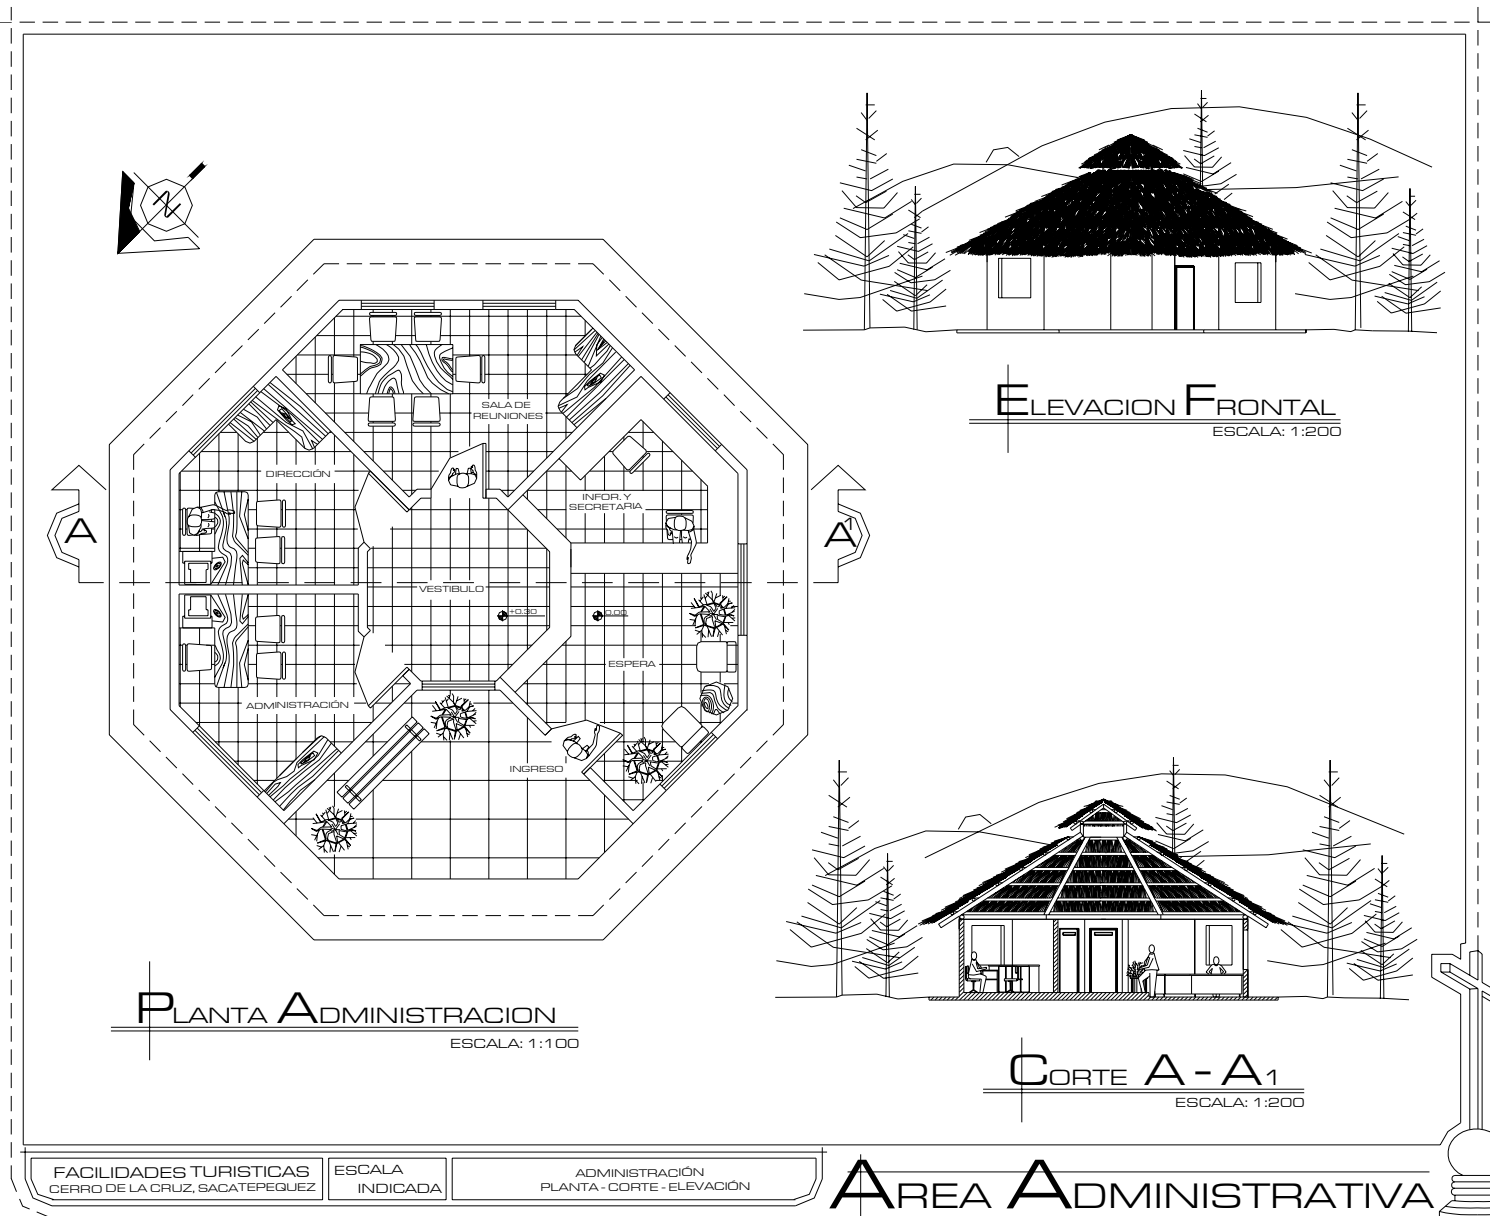 N
ELEVACION FRONTAL
ESCALA: 1:200
SALA DE
REUNIONES
DIRECCIÓN
INFOR. Y
SECRETARIA
A
A1
VESTIBULO
+0.30
0.00
ESPERA
ADMINISTRACIÓN
INGRESO
PLANTA ADMINISTRACION
ESCALA: 1:100
CORTE A - A1
ESCALA: 1:200
FACILIDADES TURISTICAS
CERRO DE LA CRUZ, SACATEPEQUEZ
ESCALA
INDICADA
ADMINISTRACIÓN
PLANTA - CORTE - ELEVACIÓN
AREA ADMINISTRATIVA